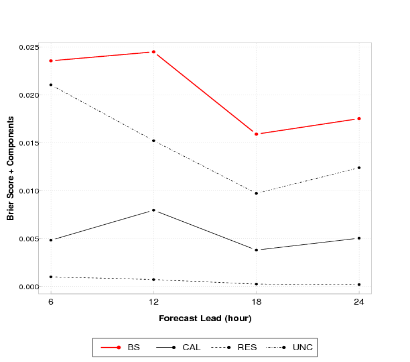 0.025
0.020
0.015
0.010
0.005
0.000
Brier Score + Components
6 12 18 24
Forecast Lead (hour)
BS CAL RES UNC